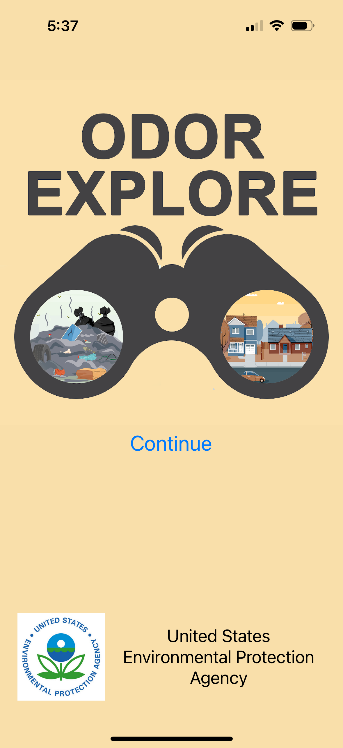 5:37
ODOR
EXPLORE
Continue
UNITED STATES
ENVIRONMENTAL PROTECTION AGENCY
United States
Environmental Protection
Agency